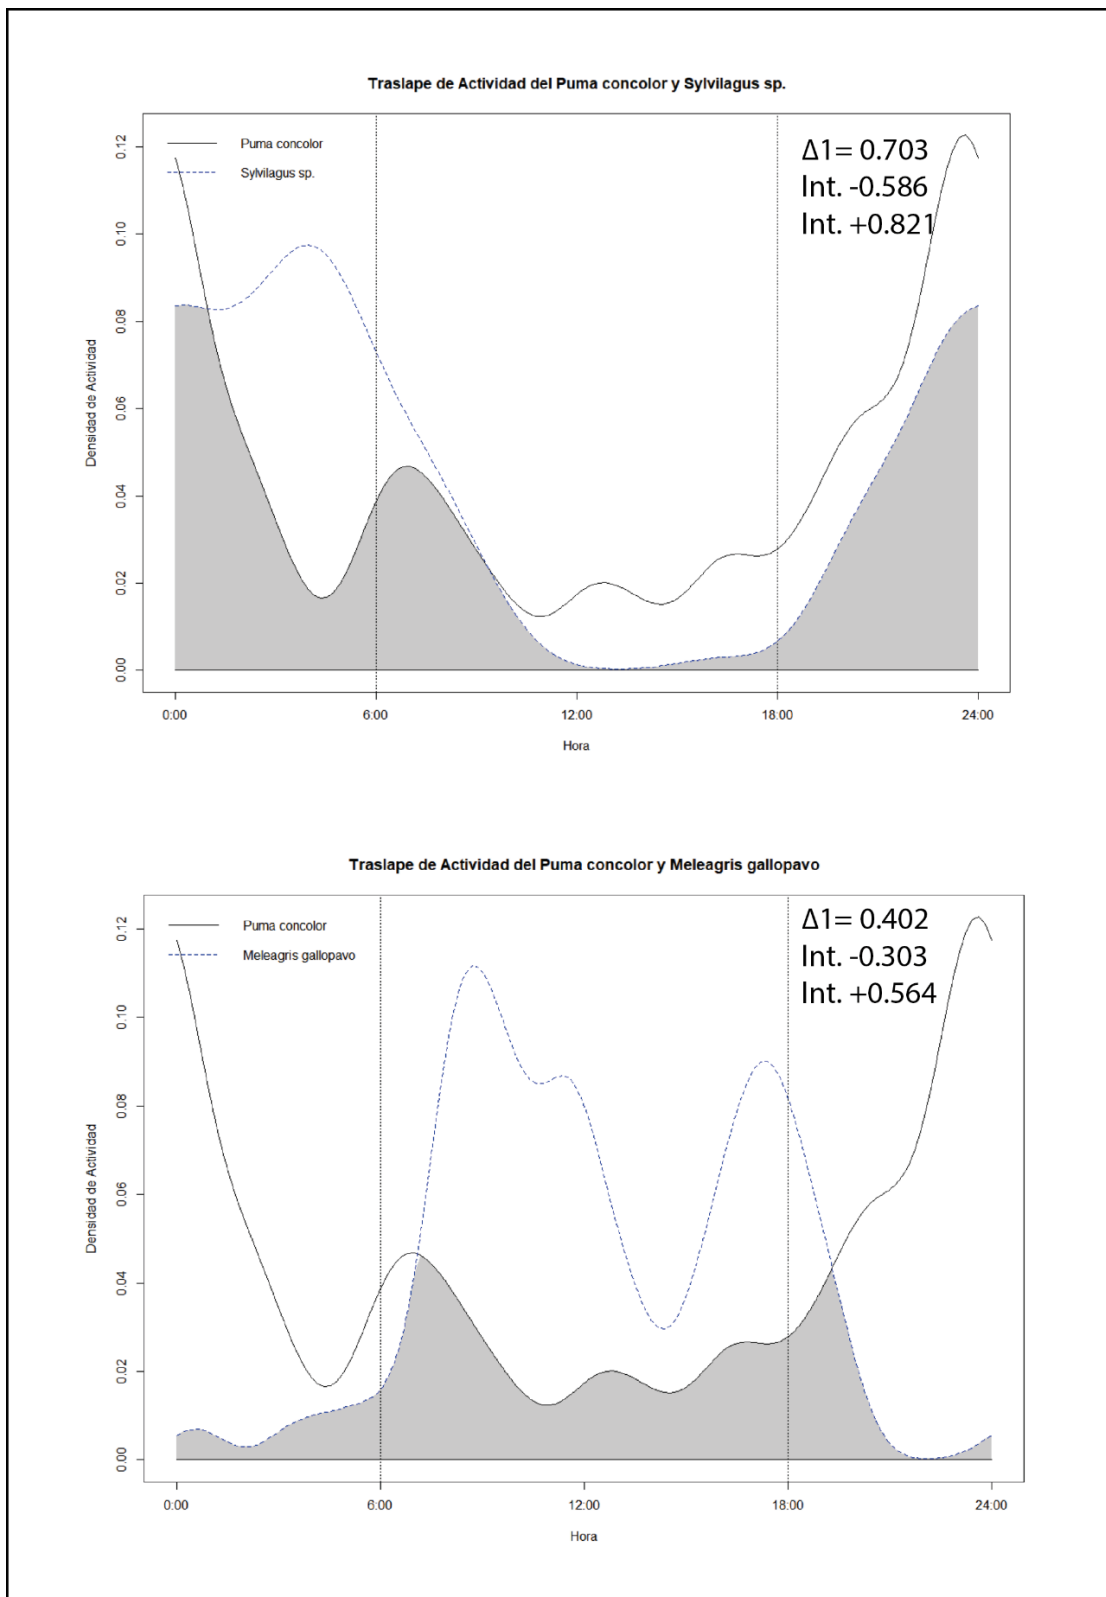 Traslape de Actividad del Puma concolor y Sylvilagus sp.
Puma concolor
Sylvilagus sp.
Δ1= 0.703
Int. -0.586
Int. +0.821
Densidad de Actividad
0.12
0.10
0.08
0.06
0.04
0.02
0.00
0:00 6:00 12:00 18:00 24:00
Hora
Traslape de Actividad del Puma concolor y Meleagris gallopavo
Puma concolor
Meleagris gallopavo
Δ1= 0.402
Int. -0.303
Int. +0.564
Densidad de Actividad
0.12
0.10
0.08
0.06
0.04
0.02
0.00
0:00 6:00 12:00 18:00 24:00
Hora